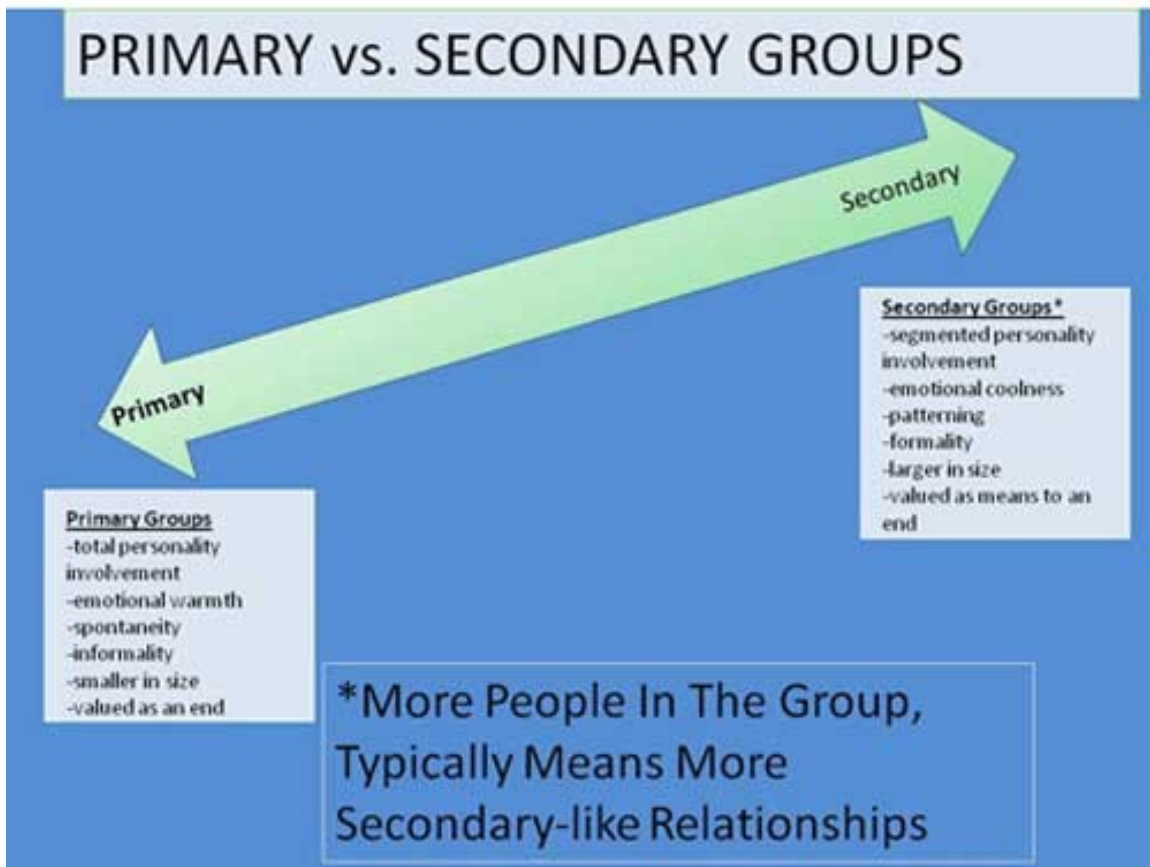 PRIMARY vs. SECONDARY GROUPS
Secondary
Primary
Secondary Groups*
-segmented personality
involvement
-emotional coolness
-patterning
-formality
-larger in size
-valued as means to an
end
Primary Groups
-total personality
involvement
-emotional warmth
-spontaneity
-informality
-smaller in size
-valued as an end
*More People In The Group,
Typically Means More
Secondary-like Relationships